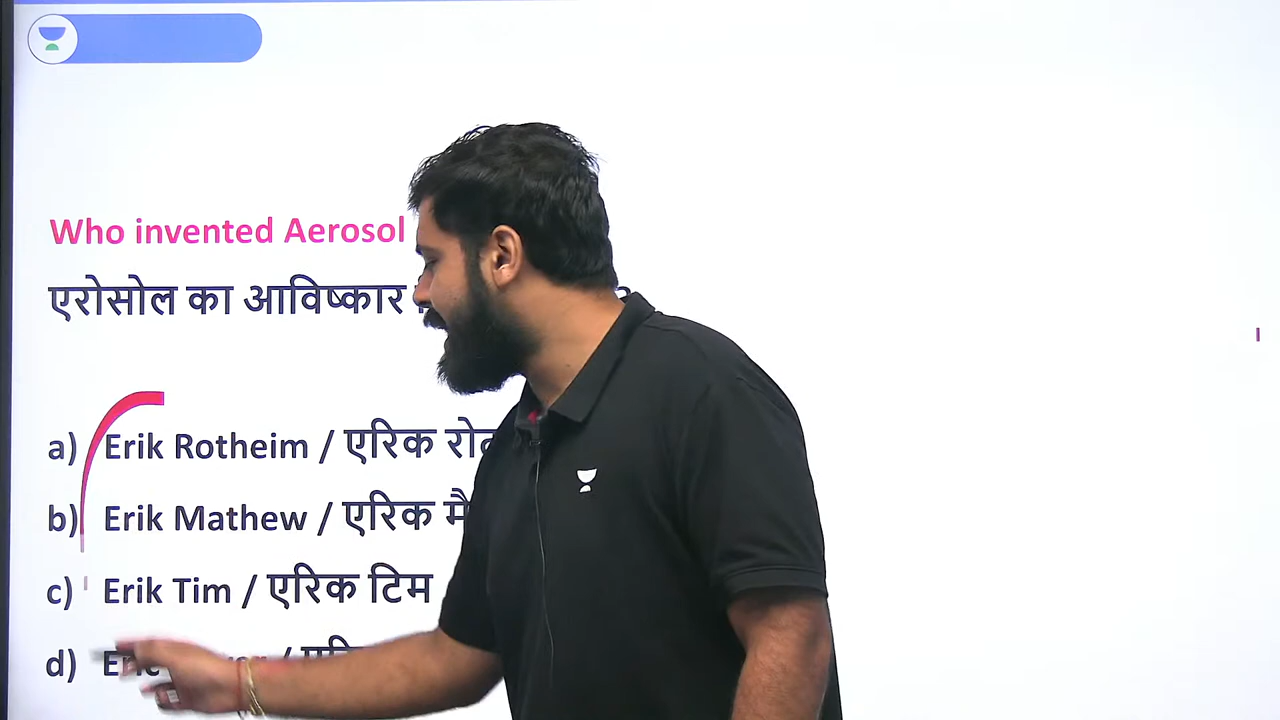 Who invented Aerosol
एरोसोल का आविष्कार
a) Erik Rotheim / एरिक
b) Erik Mathew / एरिक
c) Erik Tim / एरिक टिम
d)